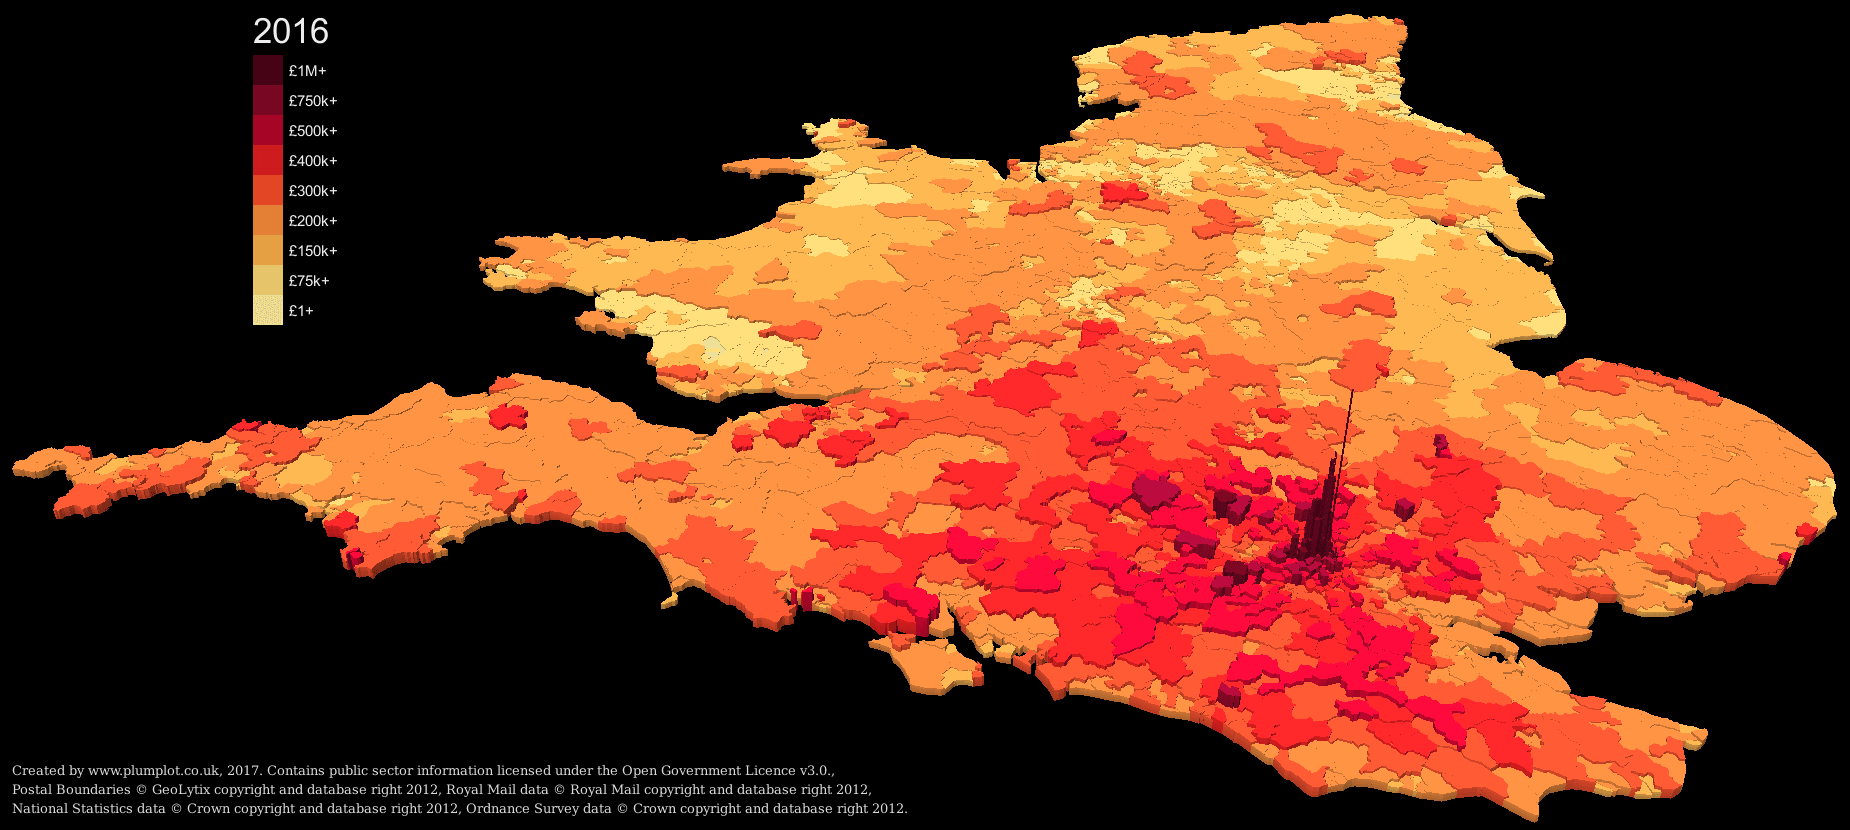 2016
£1M+
£750k+
£500k+
£400k+
£300k+
£200k+
£150k+
£75k+
£1+
Created by www.plumplot.co.uk, 2017. Contains public sector information licensed under the Open Government Licence v3.0.,
Postal Boundaries © GeoLytix copyright and database right 2012, Royal Mail data © Royal Mail copyright and database right 2012,
National Statistics data © Crown copyright and database right 2012, Ordnance Survey data © Crown copyright and database right 2012.